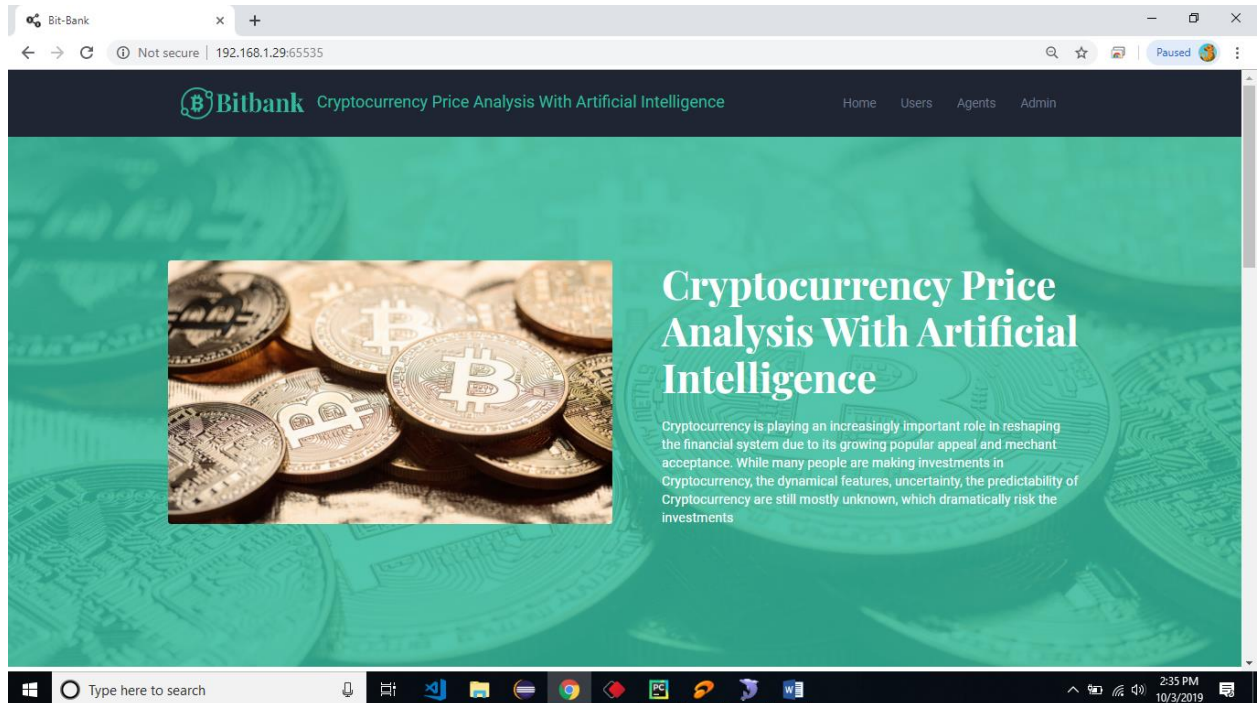 Bit-Bank
Not secure | 192.168.1.29:65535
Paused
Bitbank Cryptocurrency Price Analysis With Artificial Intelligence
Home Users Agents Admin
Cryptocurrency Price
Analysis With Artificial
Intelligence
Cryptocurrency is playing an increasingly important role in reshaping
the financial system due to its growing popular appeal and mechant
acceptance. While many people are making investments in
Cryptocurrency, the dynamical features, uncertainty, the predictability of
Cryptocurrency are still mostly unknown, which dramatically risk the
investments
Type here to search
2:35 PM
10/3/2019